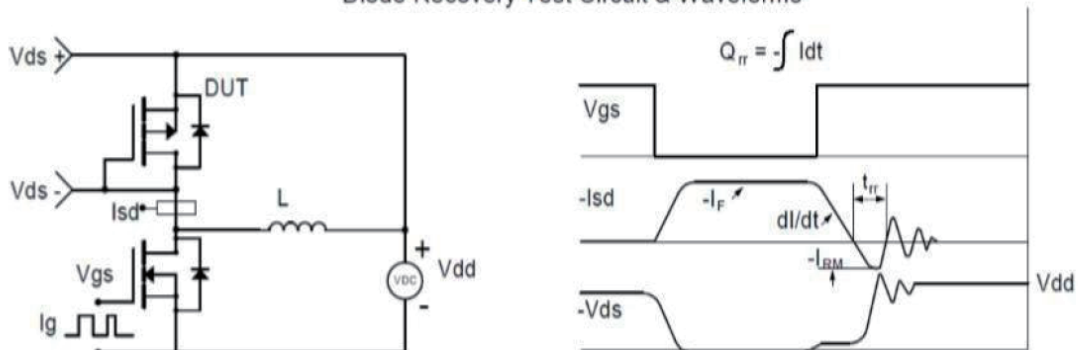 Diode Recovery Test Circuit & Waveforms
Vds +
DUT
Vds -
Isd
L
Vgs
Ig
+
VDC
-
Vdd
Qrr = -∫ Idt
Vgs
-Isd
-IF
dI/dt
trr
-IRM
Vdd
-Vds